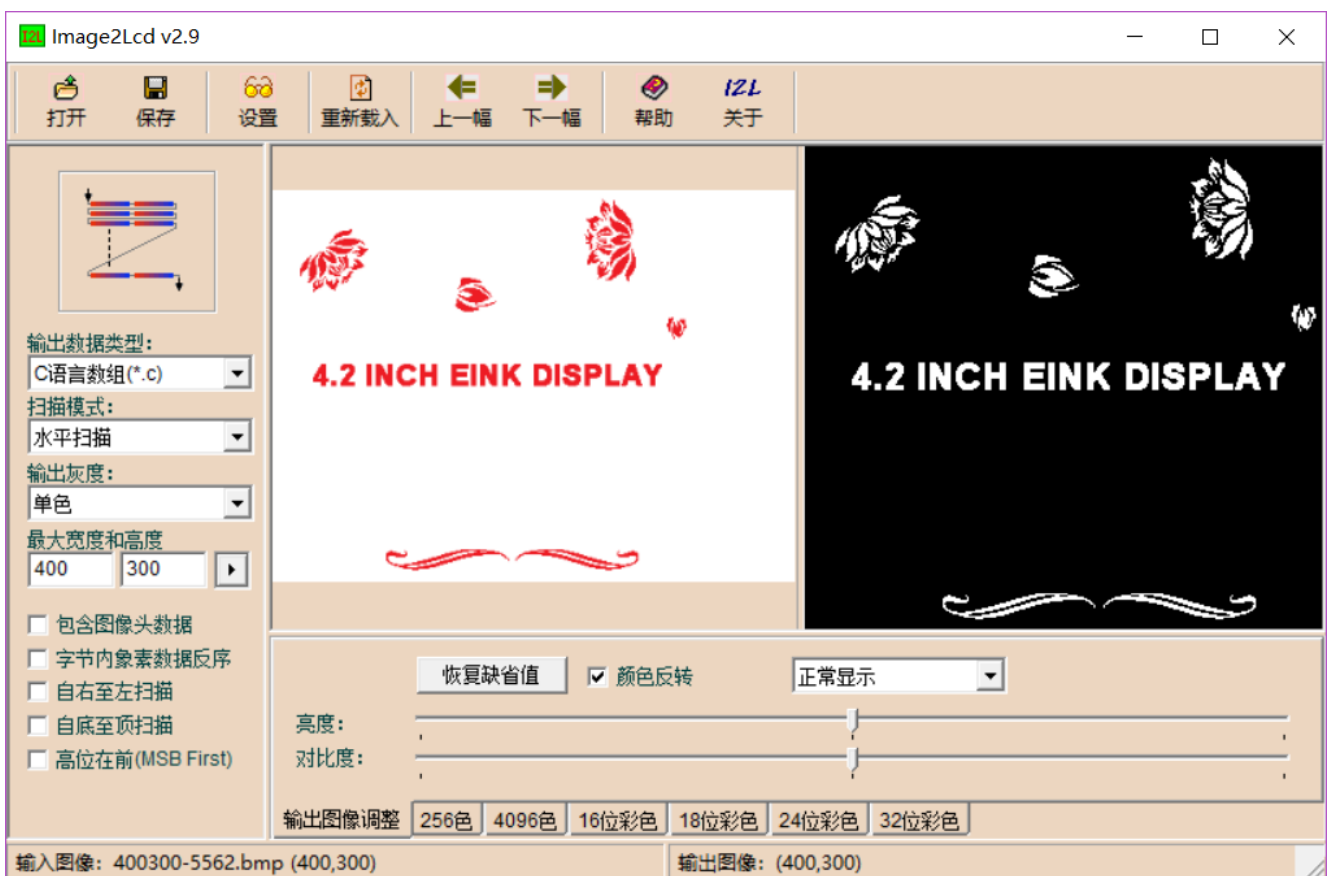 I2L Image2Lcd v2.9
打开 保存 设置 重新载入 上一幅 下一幅 帮助 I2L 关于
输出数据类型:
C语言数组(*.c)
扫描模式:
水平扫描
输出灰度:
单色
最大宽度和高度
400 300
包含图像头数据
字节内象素数据反序
自右至左扫描
自底至顶扫描
高位在前(MSB First)
4.2 INCH EINK DISPLAY
4.2 INCH EINK DISPLAY
恢复缺省值 颜色反转 正常显示
亮度:
对比度:
输出图像调整 256色 4096色 16位彩色 18位彩色 24位彩色 32位彩色
输入图像: 400300-5562.bmp (400,300)
输出图像: (400,300)